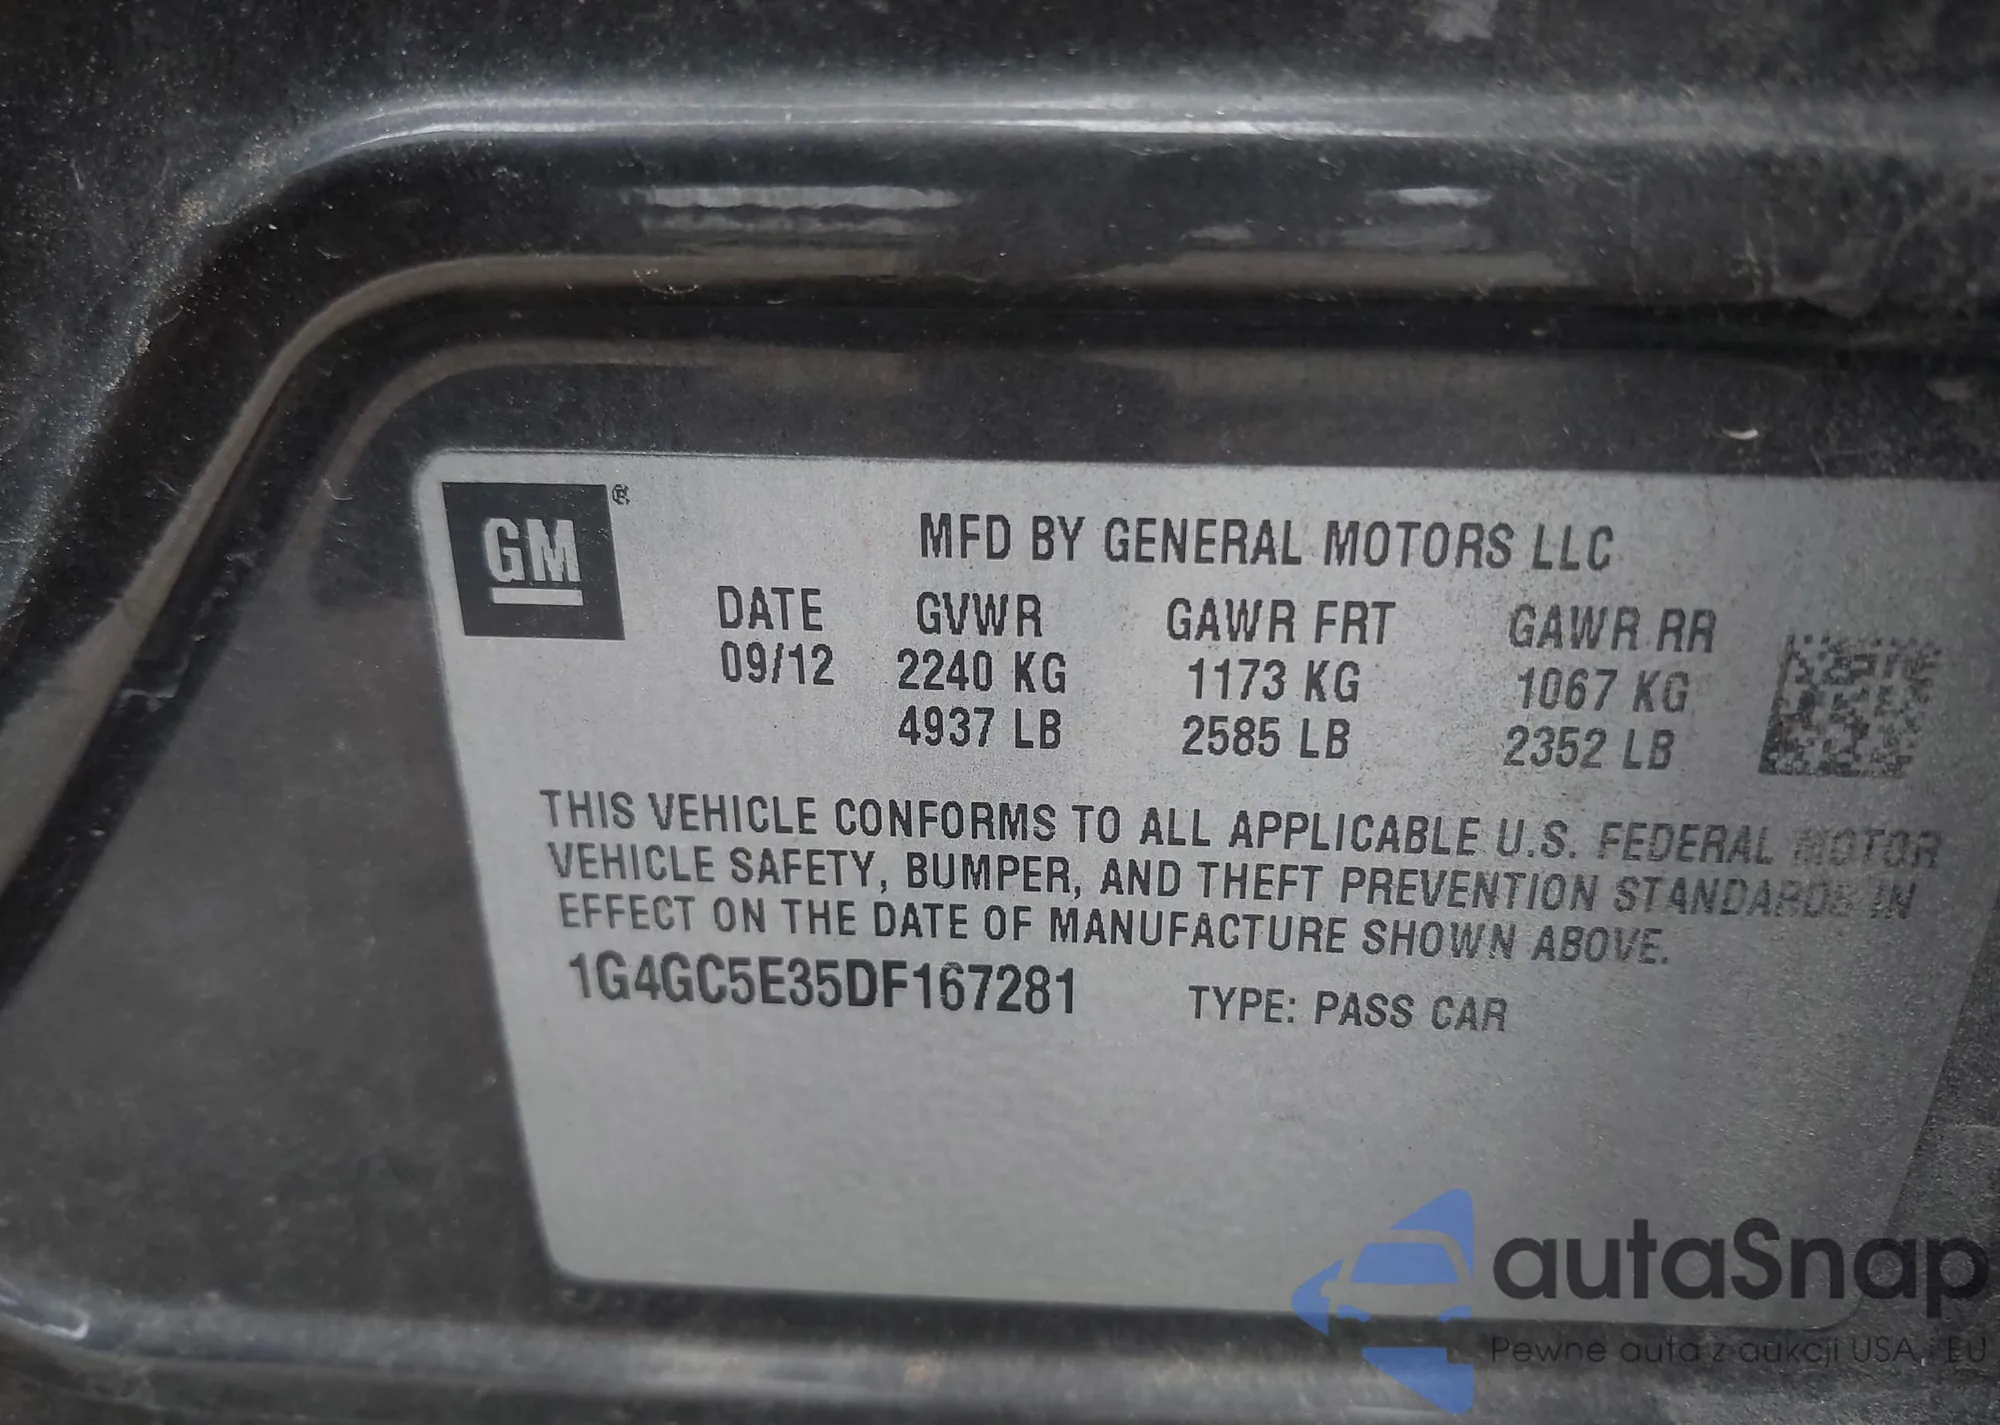 GM ®
MFD BY GENERAL MOTORS LLC
DATE GVWR GAWR FRT GAWR RR
09/12 2240 KG 1173 KG 1067 KG
4937 LB 2585 LB 2352 LB
THIS VEHICLE CONFORMS TO ALL APPLICABLE U.S. FEDERAL MOTOR
VEHICLE SAFETY, BUMPER, AND THEFT PREVENTION STANDARDS IN
EFFECT ON THE DATE OF MANUFACTURE SHOWN ABOVE.
1G4GC5E35DF167281 TYPE: PASS CAR
autaSnap
Pewne auta z aukcji USA i EU